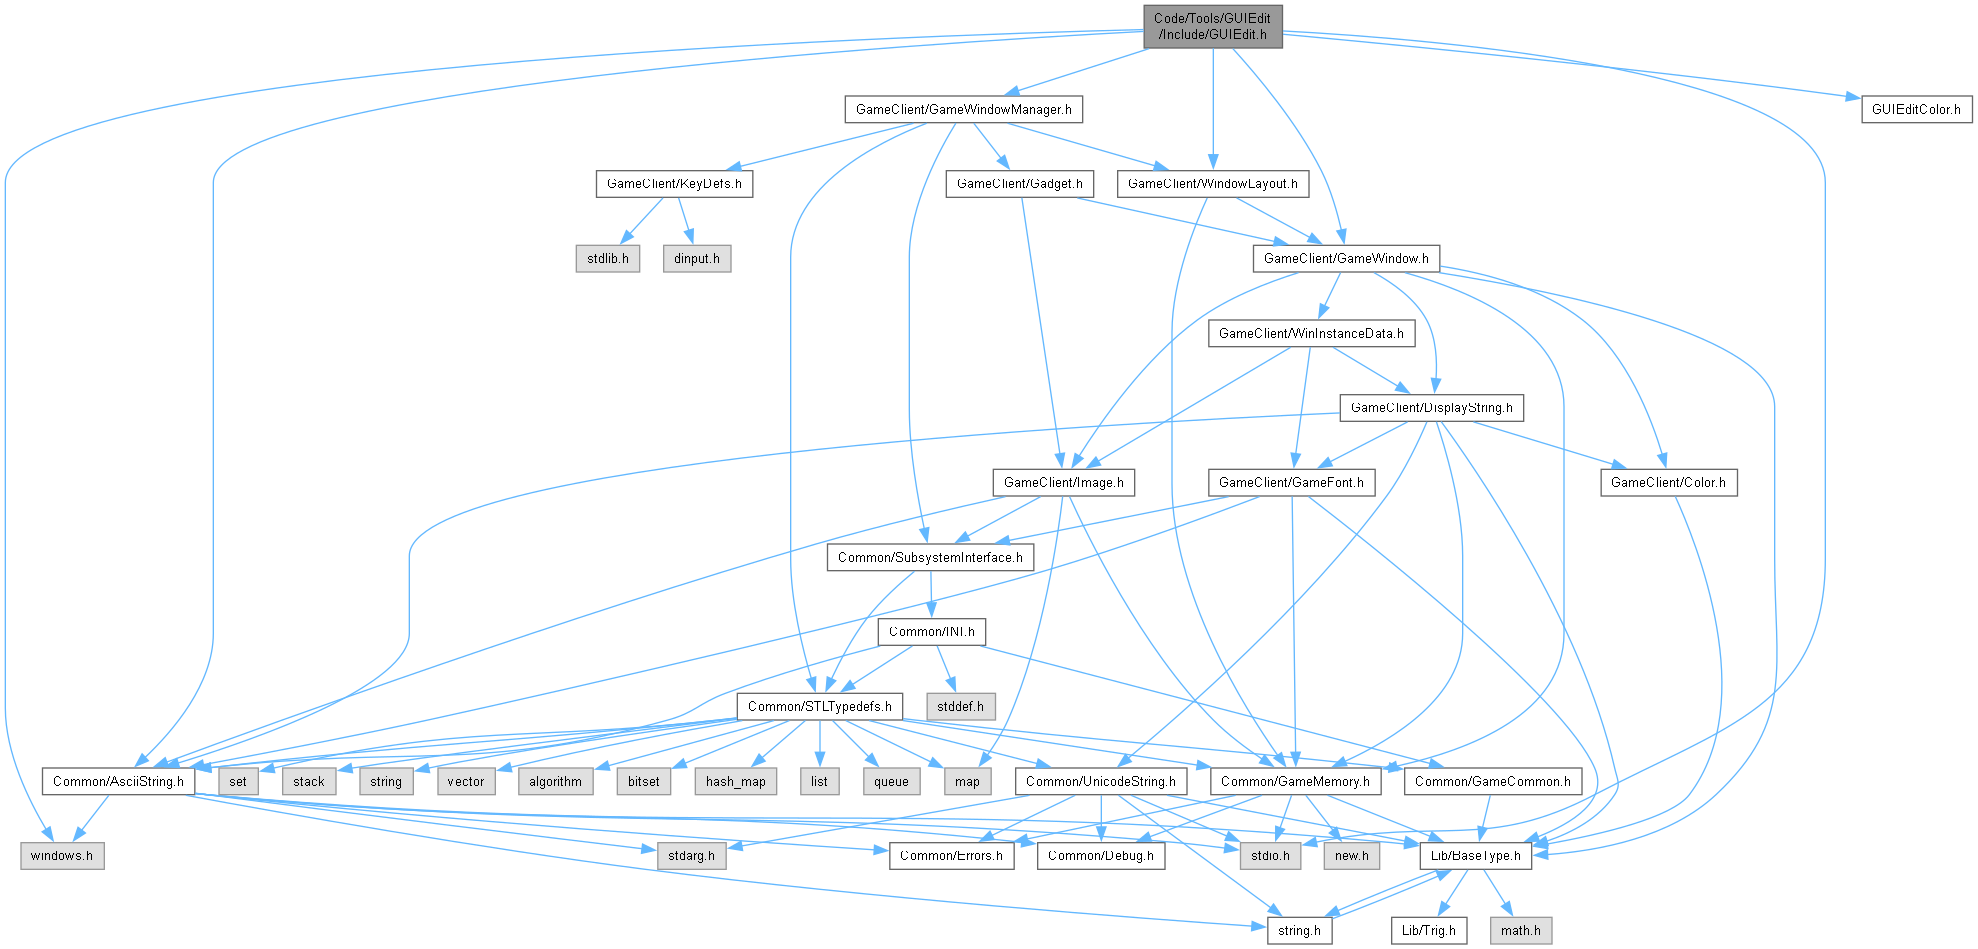 Code/Tools/GUIEdit
/Include/GUIEdit.h
GameClient/GameWindowManager.h
GUIEditColor.h
GameClient/KeyDefs.h
GameClient/Gadget.h
GameClient/WindowLayout.h
stdlib.h
dinput.h
GameClient/GameWindow.h
GameClient/WinInstanceData.h
GameClient/DisplayString.h
GameClient/Image.h
GameClient/GameFont.h
GameClient/Color.h
Common/SubsystemInterface.h
Common/INI.h
Common/STLTypedefs.h
stddef.h
Common/AsciiString.h
set
stack
string
vector
algorithm
bitset
hash_map
list
queue
map
Common/UnicodeString.h
Common/GameMemory.h
Common/GameCommon.h
windows.h
stdarg.h
Common/Errors.h
Common/Debug.h
stdio.h
new.h
Lib/BaseType.h
string.h
Lib/Trig.h
math.h